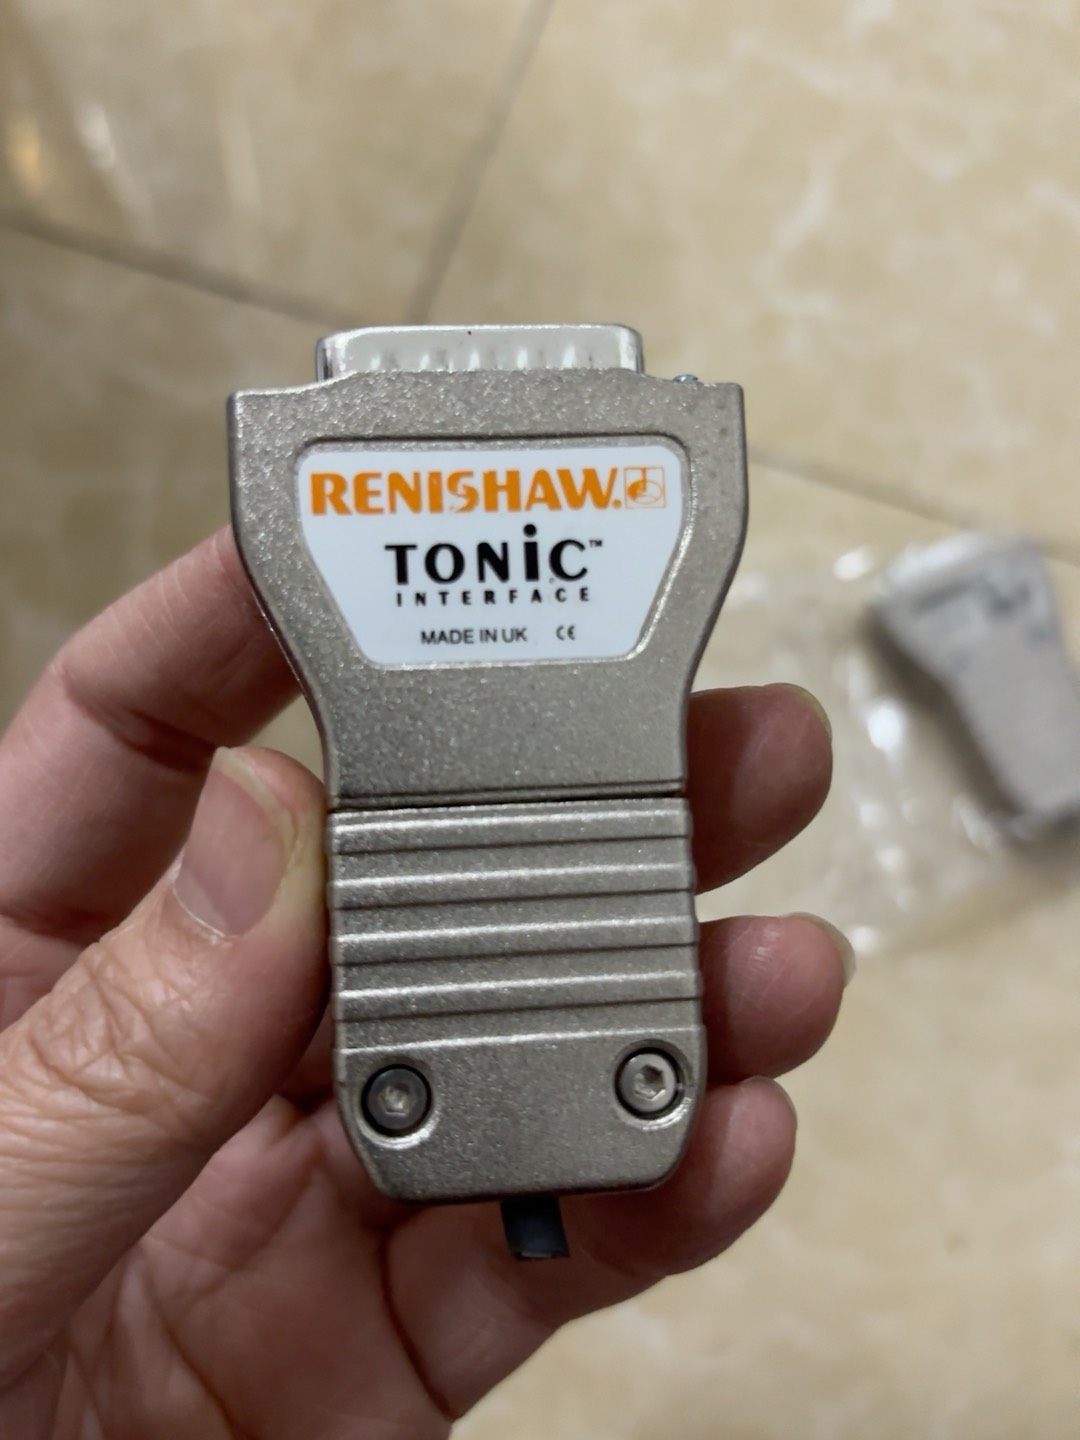 RENISHAW.
TONiC™
INTERFACE
MADE IN UK CE